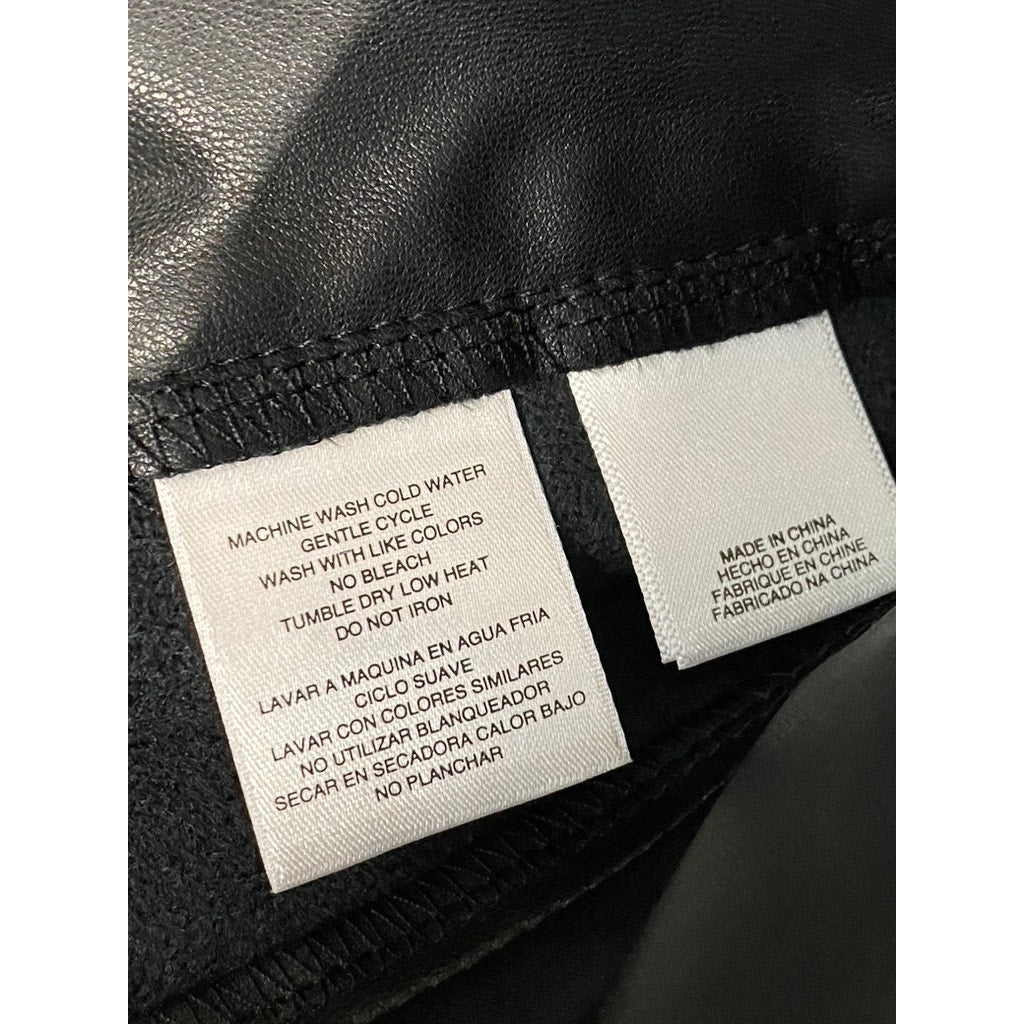 MACHINE WASH COLD WATER
GENTLE CYCLE
WASH WITH LIKE COLORS
NO BLEACH
TUMBLE DRY LOW HEAT
DO NOT IRON
LAVAR A MAQUINA EN AGUA FRIA
CICLO SUAVE
LAVAR CON COLORES SIMILARES
NO UTILIZAR BLANQUEADOR
SECAR EN SECADORA CALOR BAJO
NO PLANCHAR
MADE IN CHINA
HECHO EN CHINA
FABRIQUE EN CHINE
FABRICADO NA CHINA